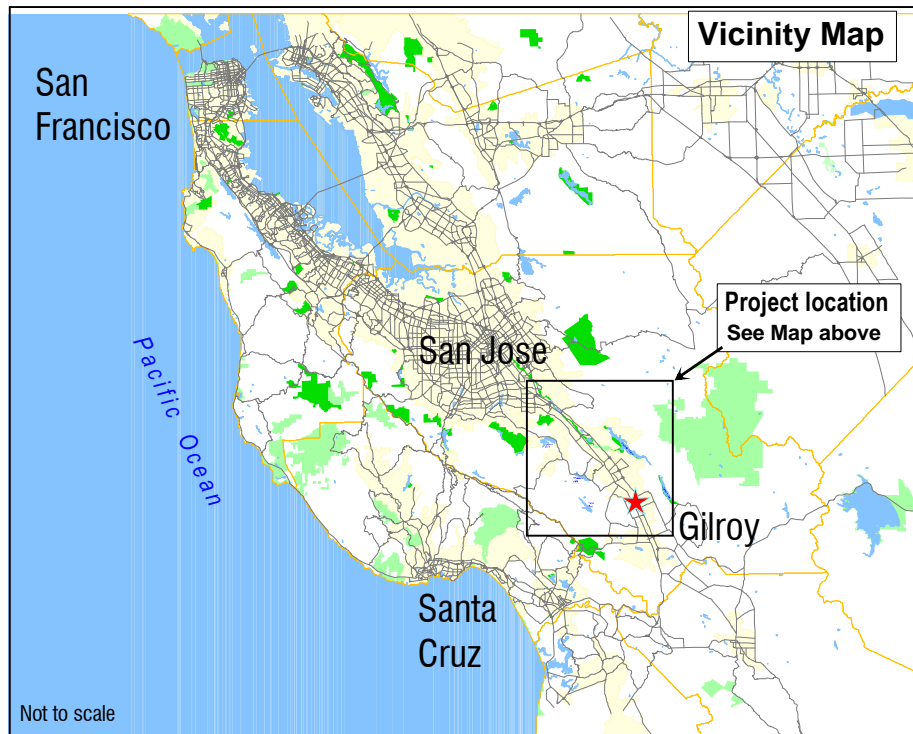 Vicinity Map
San
Francisco
Project location
See Map above
San Jose
Pacific Ocean
Gilroy
Santa
Cruz
Not to scale